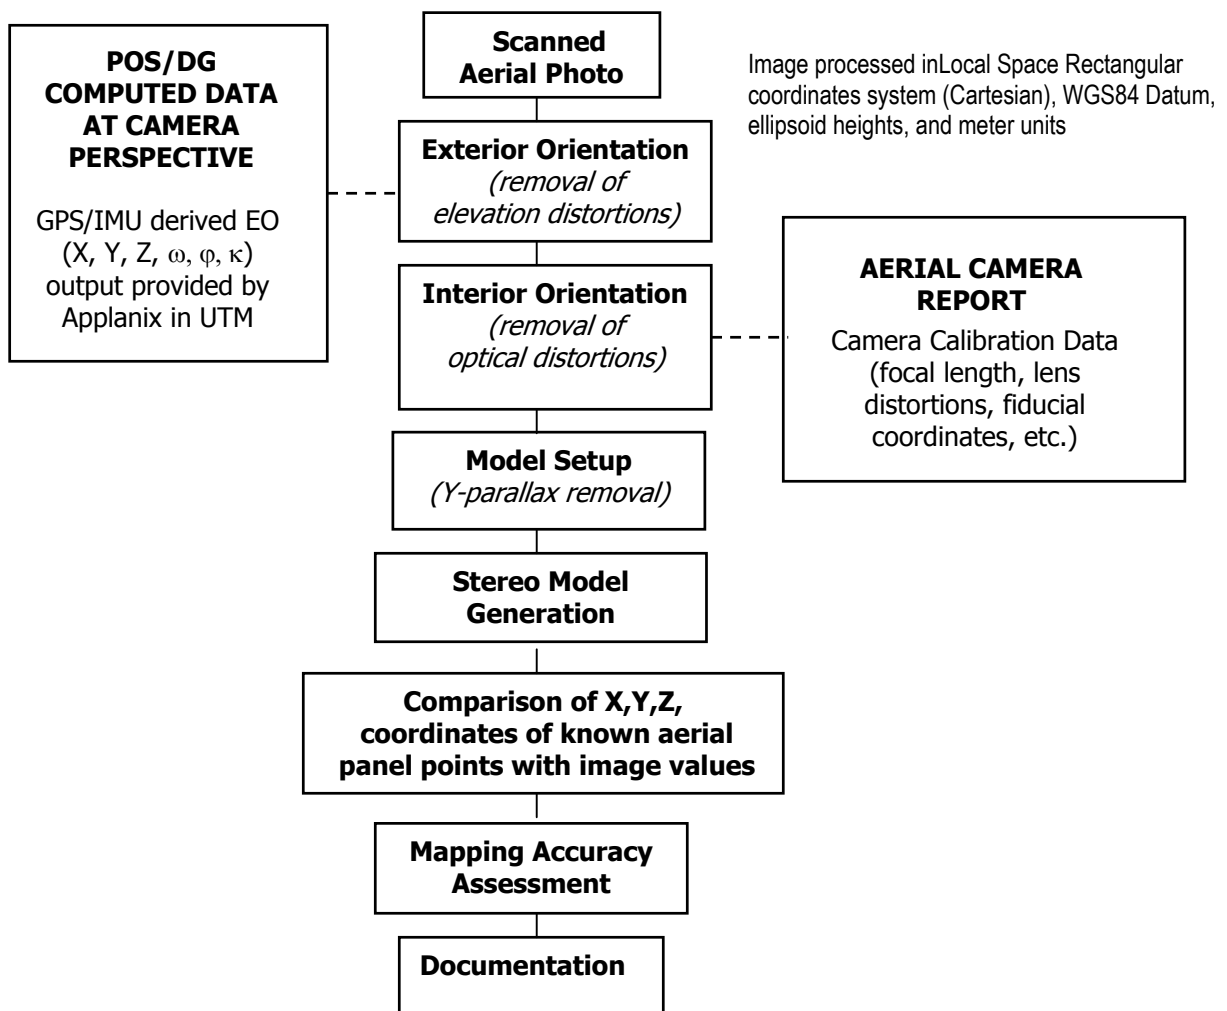 POS/DG
COMPUTED DATA
AT CAMERA
PERSPECTIVE
GPS/IMU derived EO
(X, Y, Z, ω, φ, κ)
output provided by
Applanix in UTM
Scanned
Aerial Photo
Image processed inLocal Space Rectangular
coordinates system (Cartesian), WGS84 Datum,
ellipsoid heights, and meter units
Exterior Orientation
(removal of
elevation distortions)
Interior Orientation
(removal of
optical distortions)
AERIAL CAMERA
REPORT
Camera Calibration Data
(focal length, lens
distortions, fiducial
coordinates, etc.)
Model Setup
(Y-parallax removal)
Stereo Model
Generation
Comparison of X,Y,Z,
coordinates of known aerial
panel points with image values
Mapping Accuracy
Assessment
Documentation